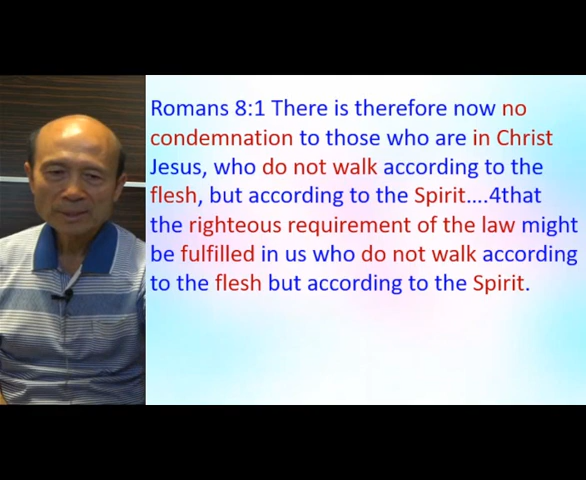 Romans 8:1 There is therefore now no
condemnation to those who are in Christ
Jesus, who do not walk according to the
flesh, but according to the Spirit....4that
the righteous requirement of the law might
be fulfilled in us who do not walk according
to the flesh but according to the Spirit.